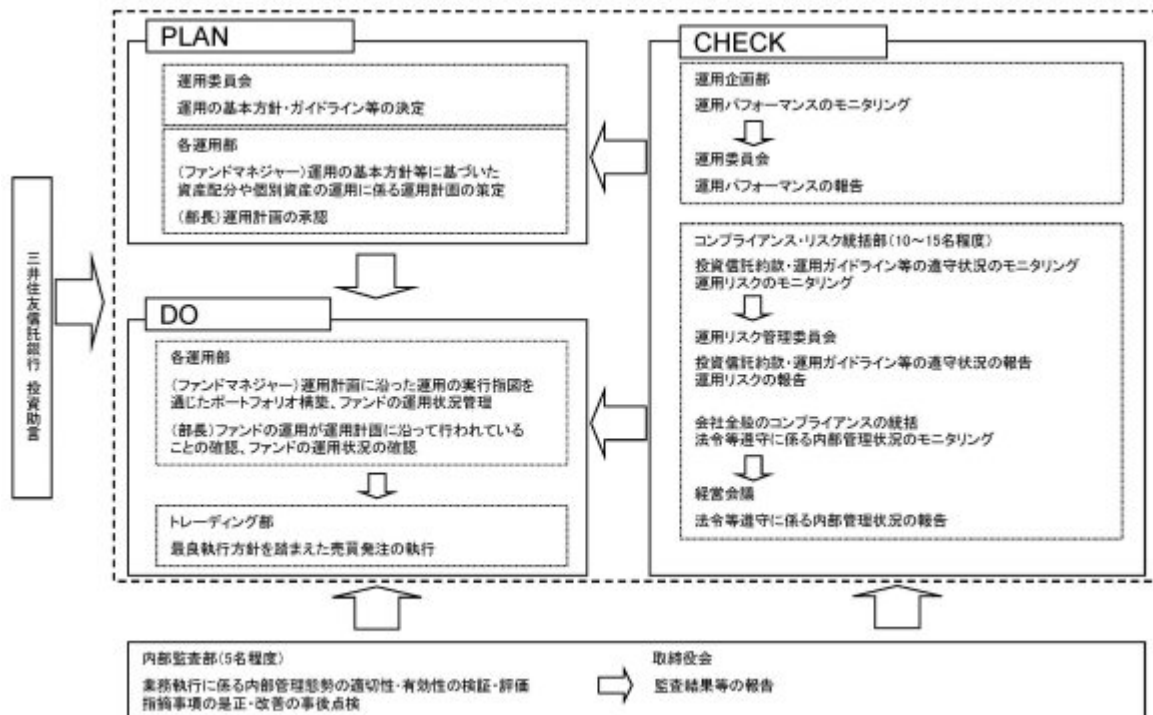 三井住友信託銀行 投資助言
PLAN
運用委員会
運用の基本方針・ガイドライン等の決定
各運用部
(ファンドマネジャー)運用の基本方針等に基づいた
資産配分や個別資産の運用に係る運用計画の策定
(部長)運用計画の承認
DO
各運用部
(ファンドマネジャー)運用計画に沿った運用の実行指図を
通じたポートフォリオ構築、ファンドの運用状況管理
(部長)ファンドの運用が運用計画に沿って行われている
ことの確認、ファンドの運用状況の確認
トレーディング部
最良執行方針を踏まえた売買発注の執行
CHECK
運用企画部
運用パフォーマンスのモニタリング
運用委員会
運用パフォーマンスの報告
コンプライアンス・リスク統括部(10~15名程度)
投資信託約款・運用ガイドライン等の遵守状況のモニタリング
運用リスクのモニタリング
運用リスク管理委員会
投資信託約款・運用ガイドライン等の遵守状況の報告
運用リスクの報告
会社全般のコンプライアンスの統括
法令等遵守に係る内部管理状況のモニタリング
経営会議
法令等遵守に係る内部管理状況の報告
内部監査部(5名程度)
業務執行に係る内部管理態勢の適切性・有効性の検証・評価
指摘事項の是正・改善の事後点検
取締役会
監査結果等の報告